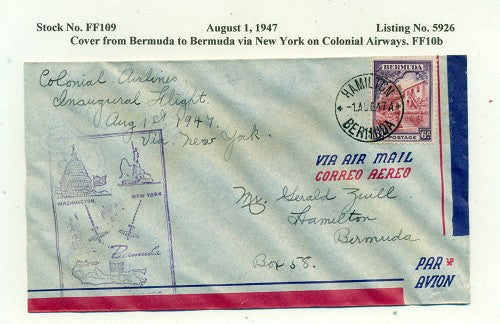 Stock No. FF109 August 1, 1947 Listing No. 5926
Cover from Bermuda to Bermuda via New York on Colonial Airways. FF10b
Colonial Airlines.
Inaugural Flight.
Aug 1st 1947.
Via. New York.
BERMUDA
POSTAGE 6d
HAMILTON
-1 AUG 47 A
BERMUDA
VIA AIR MAIL
CORREO AEREO
WASHINGTON
NEW YORK
Bermuda
Mr. Gerald Zuill.
Hamilton
Bermuda
Box 58.
PAR
AVION